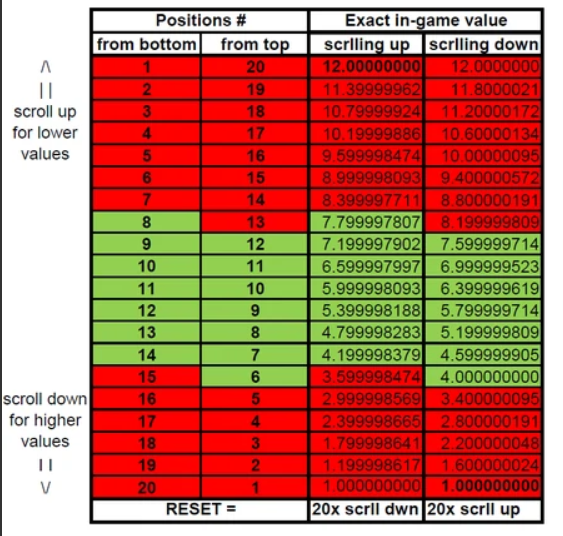 Positions # Exact in-game value
from bottom from top scrlling up scrlling down
/\ 1 20 12.00000000 12.0000000
| | 2 19 11.39999962 11.8000021
scroll up 3 18 10.79999924 11.20000172
for lower 4 17 10.19999886 10.60000134
values 5 16 9.599998474 10.00000095
6 15 8.999998093 9.400000572
7 14 8.399997711 8.800000191
8 13 7.799997807 8.199999809
9 12 7.199997902 7.599999714
10 11 6.599997997 6.999999523
11 10 5.999998093 6.399999619
12 9 5.399998188 5.799999714
13 8 4.799998283 5.199999809
14 7 4.199998379 4.599999905
15 6 3.599998474 4.000000000
scroll down 16 5 2.999998569 3.400000095
for higher 17 4 2.399998665 2.800000191
values 18 3 1.799998641 2.200000048
| | 19 2 1.199998617 1.600000024
\/ 20 1 1.000000000 1.000000000
RESET = 20x scrll dwn 20x scrll up